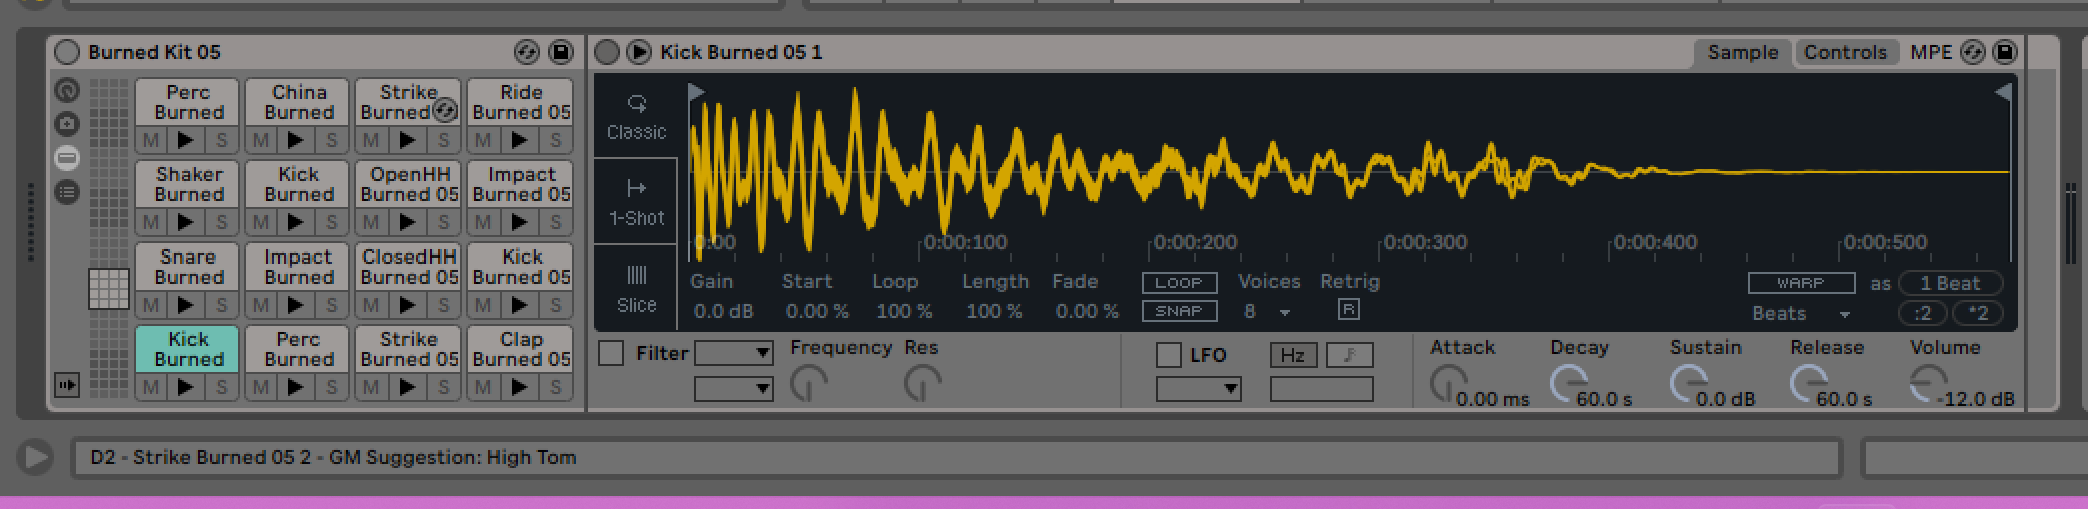 Burned Kit 05
Kick Burned 05 1
Sample Controls MPE
Perc Burned
China Burned
Strike Burned
Ride Burned 05
M S M S M S M S
Shaker Burned
Kick Burned
OpenHH Burned 05
Impact Burned 05
M S M S M S M S
Snare Burned
Impact Burned
ClosedHH Burned 05
Kick Burned 05
M S M S M S M S
Kick Burned
Perc Burned
Strike Burned 05
Clap Burned 05
M S M S M S M S
Classic
1-Shot
Slice
0:00 0:00:100 0:00:200 0:00:300 0:00:400 0:00:500
Gain Start Loop Length Fade LOOP Voices Retrig WARP as 1 Beat
0.0 dB 0.00 % 100 % 100 % 0.00 % SNAP 8 R Beats :2 *2
Filter Frequency Res LFO Hz Attack Decay Sustain Release Volume
0.00 ms 60.0 s 0.0 dB 60.0 s -12.0 dB
D2 - Strike Burned 05 2 - GM Suggestion: High Tom